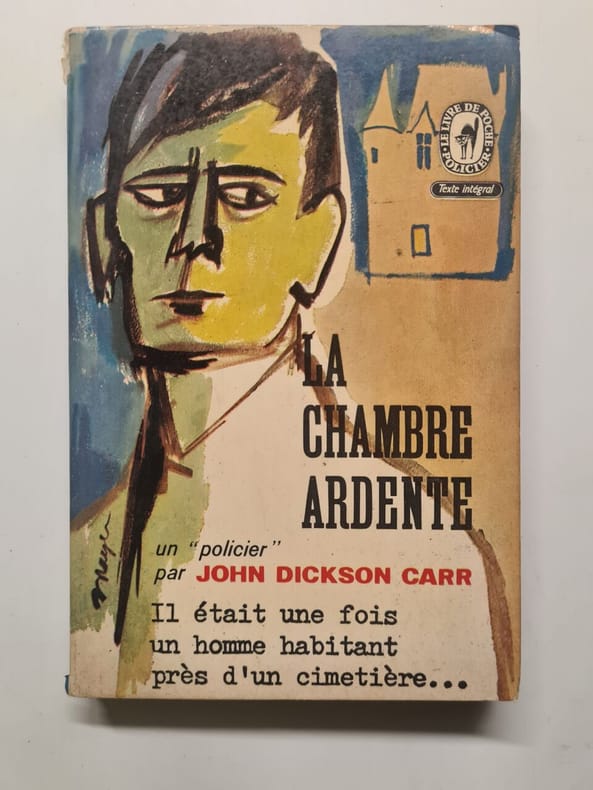 LE LIVRE DE POCHE
POLICIER
Texte intégral
LA
CHAMBRE
ARDENTE
un "policier"
par JOHN DICKSON CARR
Il était une fois
un homme habitant
près d'un cimetière...